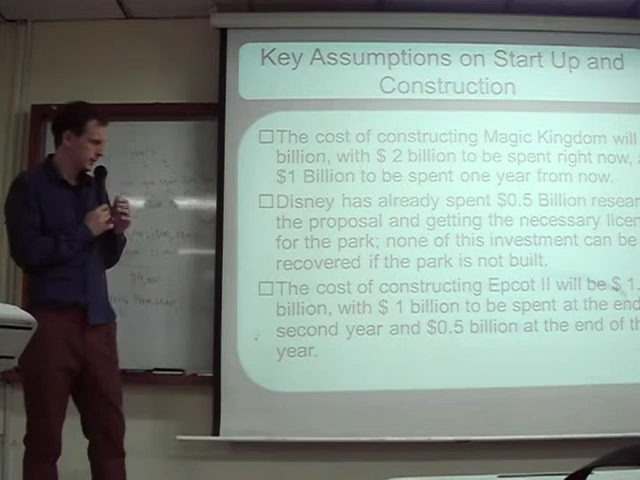 Key Assumptions on Start Up and
Construction
The cost of constructing Magic Kingdom will
billion, with $ 2 billion to be spent right now,
$1 Billion to be spent one year from now.
Disney has already spent $0.5 Billion resear
the proposal and getting the necessary licen
for the park; none of this investment can be
recovered if the park is not built.
The cost of constructing Epcot II will be $ 1.
billion, with $ 1 billion to be spent at the end
second year and $0.5 billion at the end of th
year.